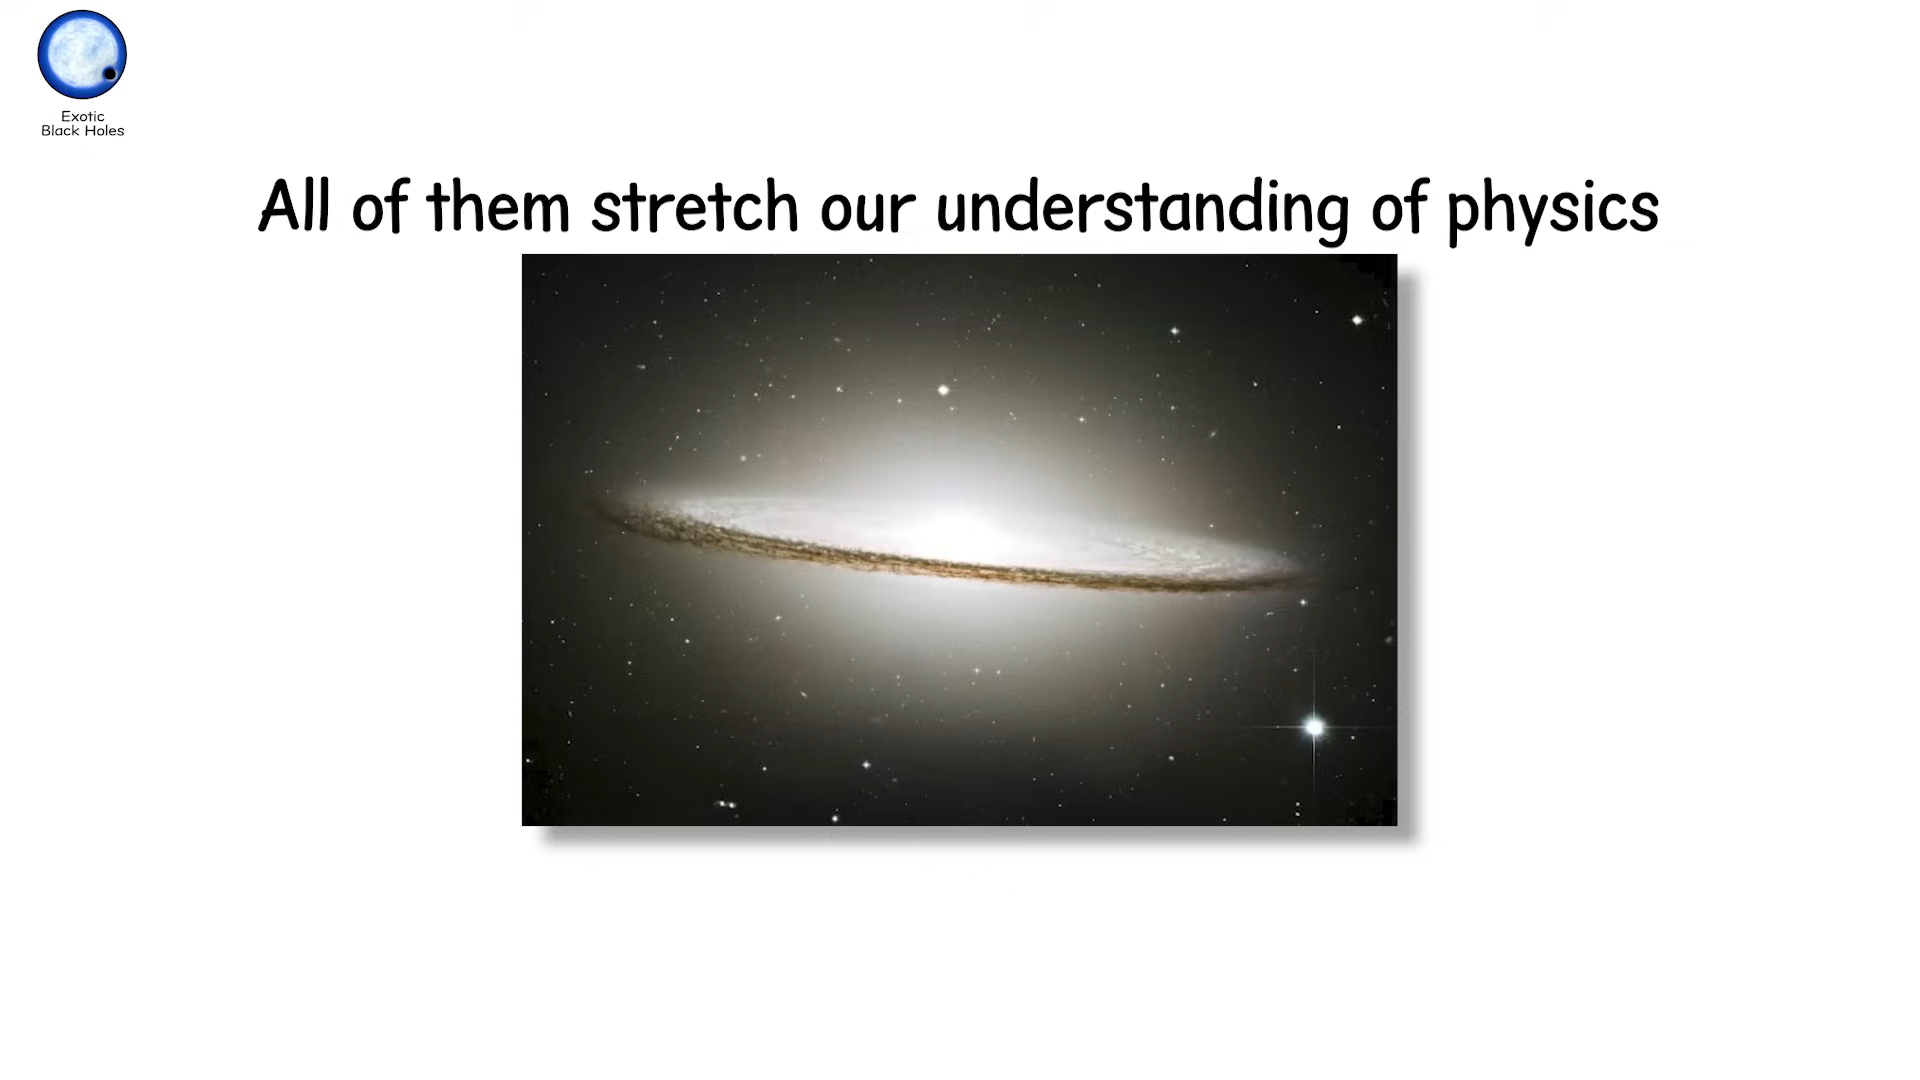 Exotic
Black Holes
All of them stretch our understanding of physics